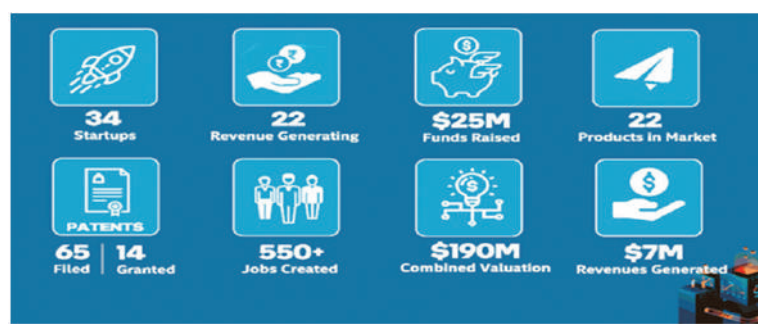 34
Startups
22
Revenue Generating
$25M
Funds Raised
22
Products in Market
PATENTS
65 | 14
Filed Granted
550+
Jobs Created
$190M
Combined Valuation
$7M
Revenues Generated